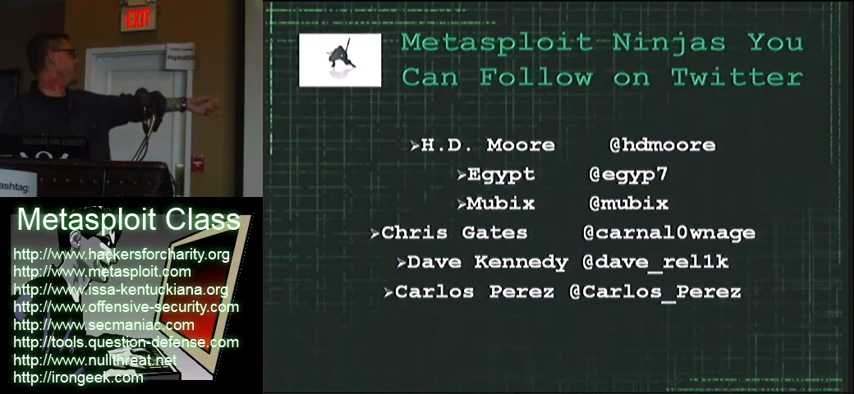 EXIT
Metasploit Ninjas You
Can Follow on Twitter
➢H.D. Moore @hdmoore
➢Egypt @egyp7
➢Mubix @mubix
➢Chris Gates @carnal0wnage
➢Dave Kennedy @dave_rel1k
➢Carlos Perez @Carlos_Perez
ashtag:
Metasploit Class
http://www.hackersforcharity.org
http://www.metasploit.com
http://www.issa-kentuckiana.org
http://www.offensive-security.com
http://www.secmaniac.com
http://tools.question-defense.com
http://www.nullthreat.net
http://irongeek.com